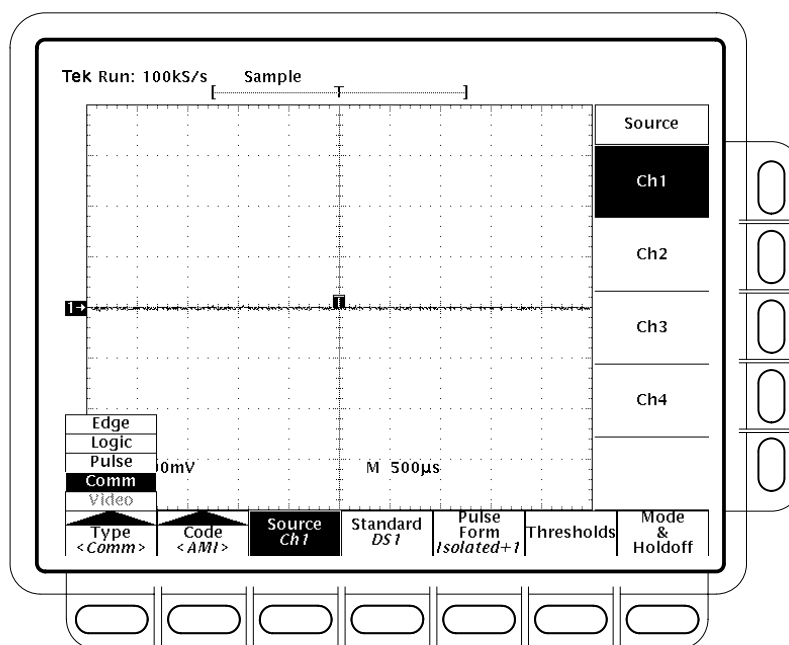 Tek Run: 100kS/s Sample
[ T ]
Source
Ch1
Ch2
Ch3
Ch4
T
1→
Edge
Logic
Pulse
Comm
Video
0mV M 500µs
Type
<Comm>
Code
<AMI>
Source
Ch1
Standard
DS1
Pulse
Form
Isolated+1
Thresholds
Mode
&
Holdoff